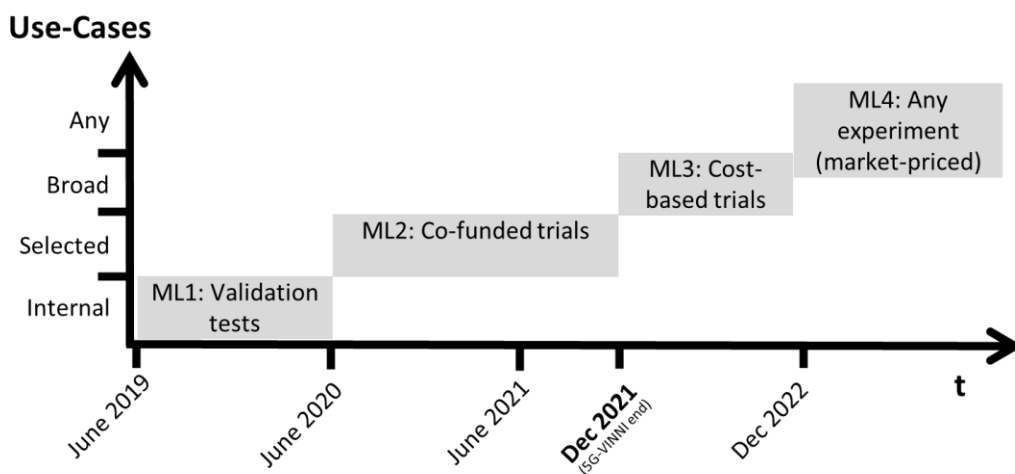 Use-Cases
Any
Broad
Selected
Internal
ML4: Any
experiment
(market-priced)
ML3: Cost-
based trials
ML2: Co-funded trials
ML1: Validation
tests
t
June 2019
June 2020
June 2021
Dec 2021
(5G-VINNI end)
Dec 2022